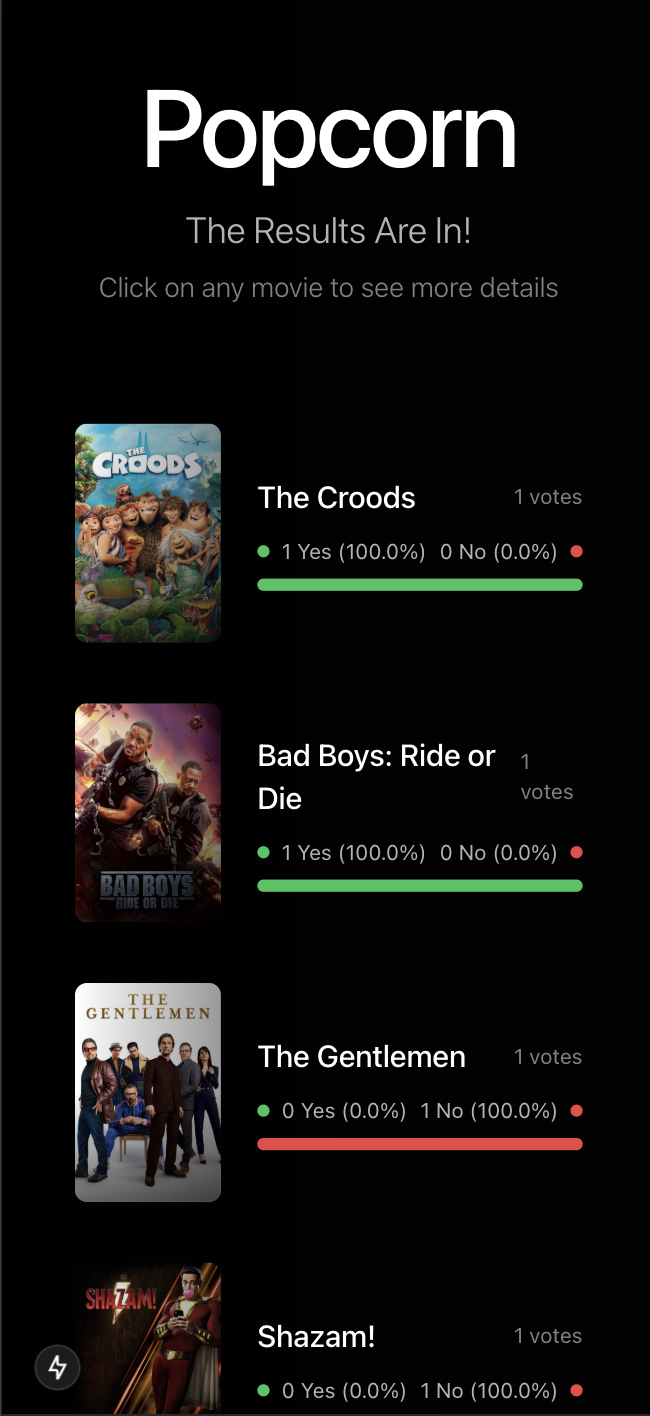 Popcorn
The Results Are In!
Click on any movie to see more details
THE
CROODS
The Croods
1 votes
1 Yes (100.0%)
0 No (0.0%)
Bad Boys: Ride or
Die
1
votes
1 Yes (100.0%)
0 No (0.0%)
BAD BOYS
RIDE OR DIE
THE
GENTLEMEN
The Gentlemen
1 votes
0 Yes (0.0%)
1 No (100.0%)
SHAZAM!
Shazam!
1 votes
0 Yes (0.0%)
1 No (100.0%)